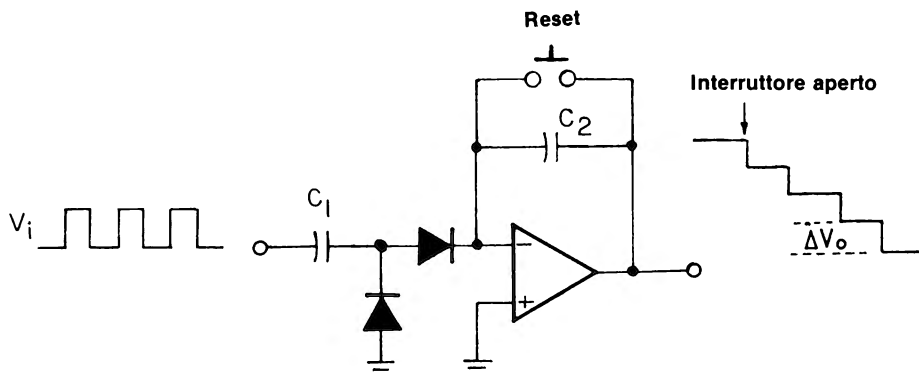 Reset
Interruttore aperto
C2
C1
Vi
ΔVo
−
+